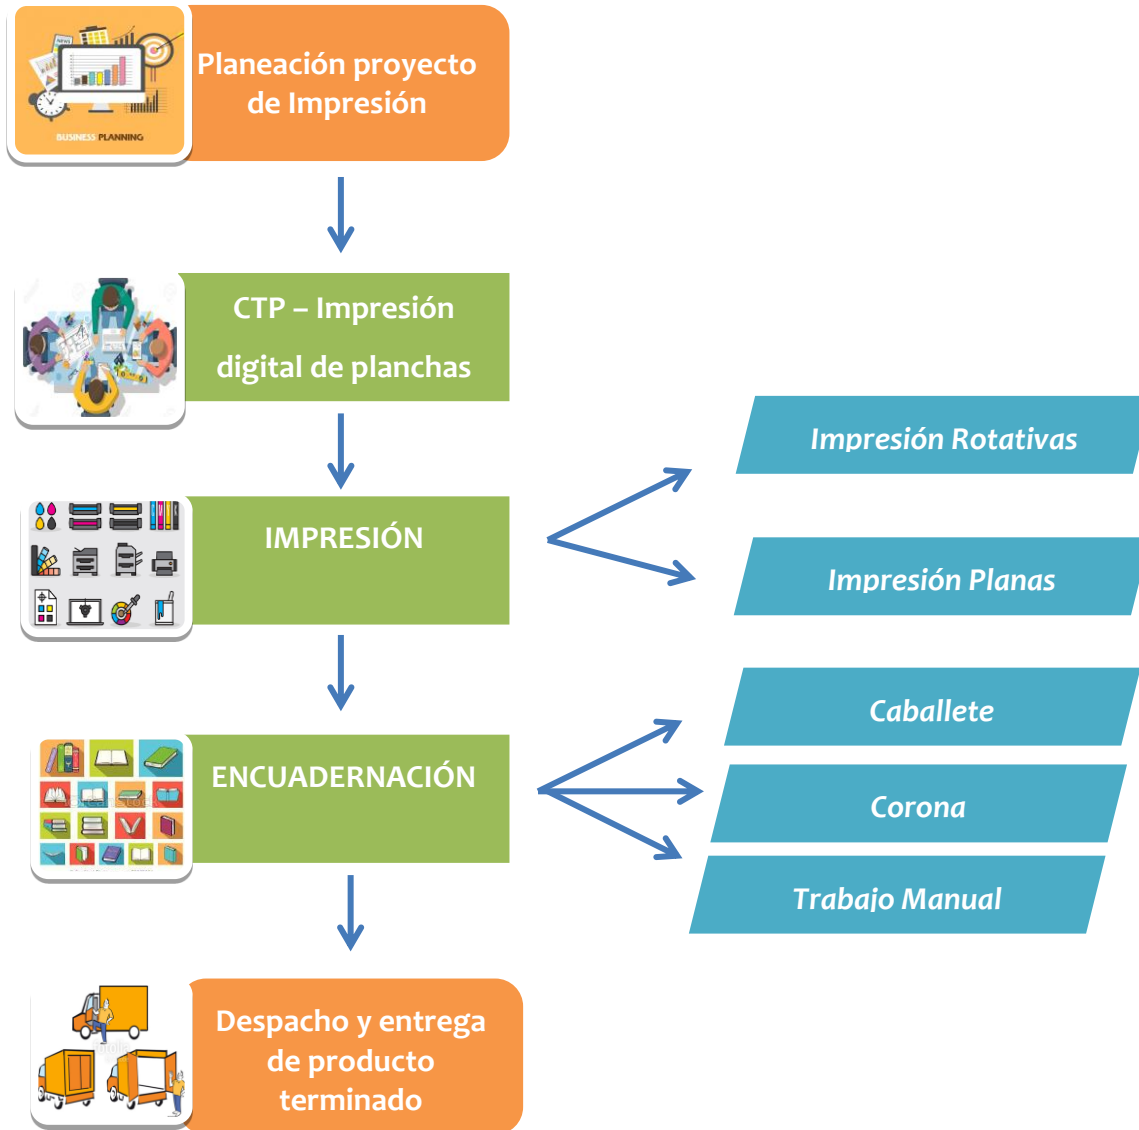 BUSINESS PLANNING
Planeación proyecto
de Impresión
CTP – Impresión
digital de planchas
IMPRESIÓN
Impresión Rotativas
Impresión Planas
ENCUADERNACIÓN
Caballete
Corona
Trabajo Manual
Despacho y entrega
de producto
terminado